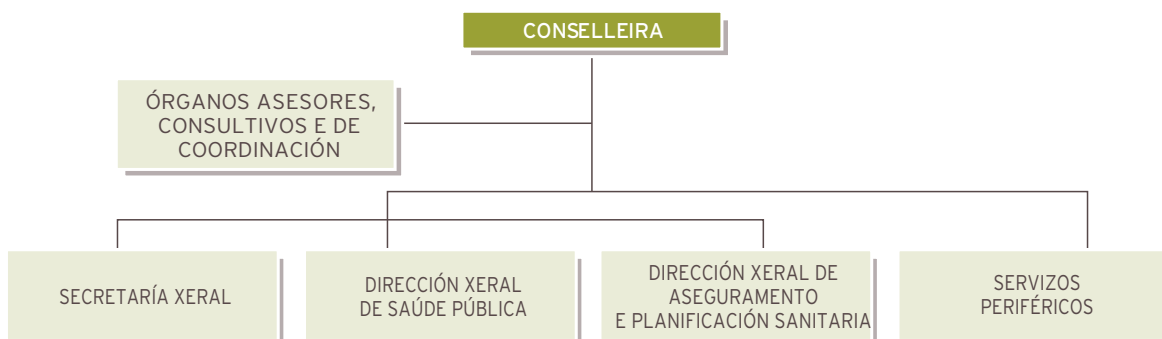 CONSELLEIRA
ÓRGANOS ASESORES,
CONSULTIVOS E DE
COORDINACIÓN
SECRETARÍA XERAL
DIRECCIÓN XERAL
DE SAÚDE PÚBLICA
DIRECCIÓN XERAL DE
ASEGURAMENTO
E PLANIFICACIÓN SANITARIA
SERVIZOS
PERIFÉRICOS